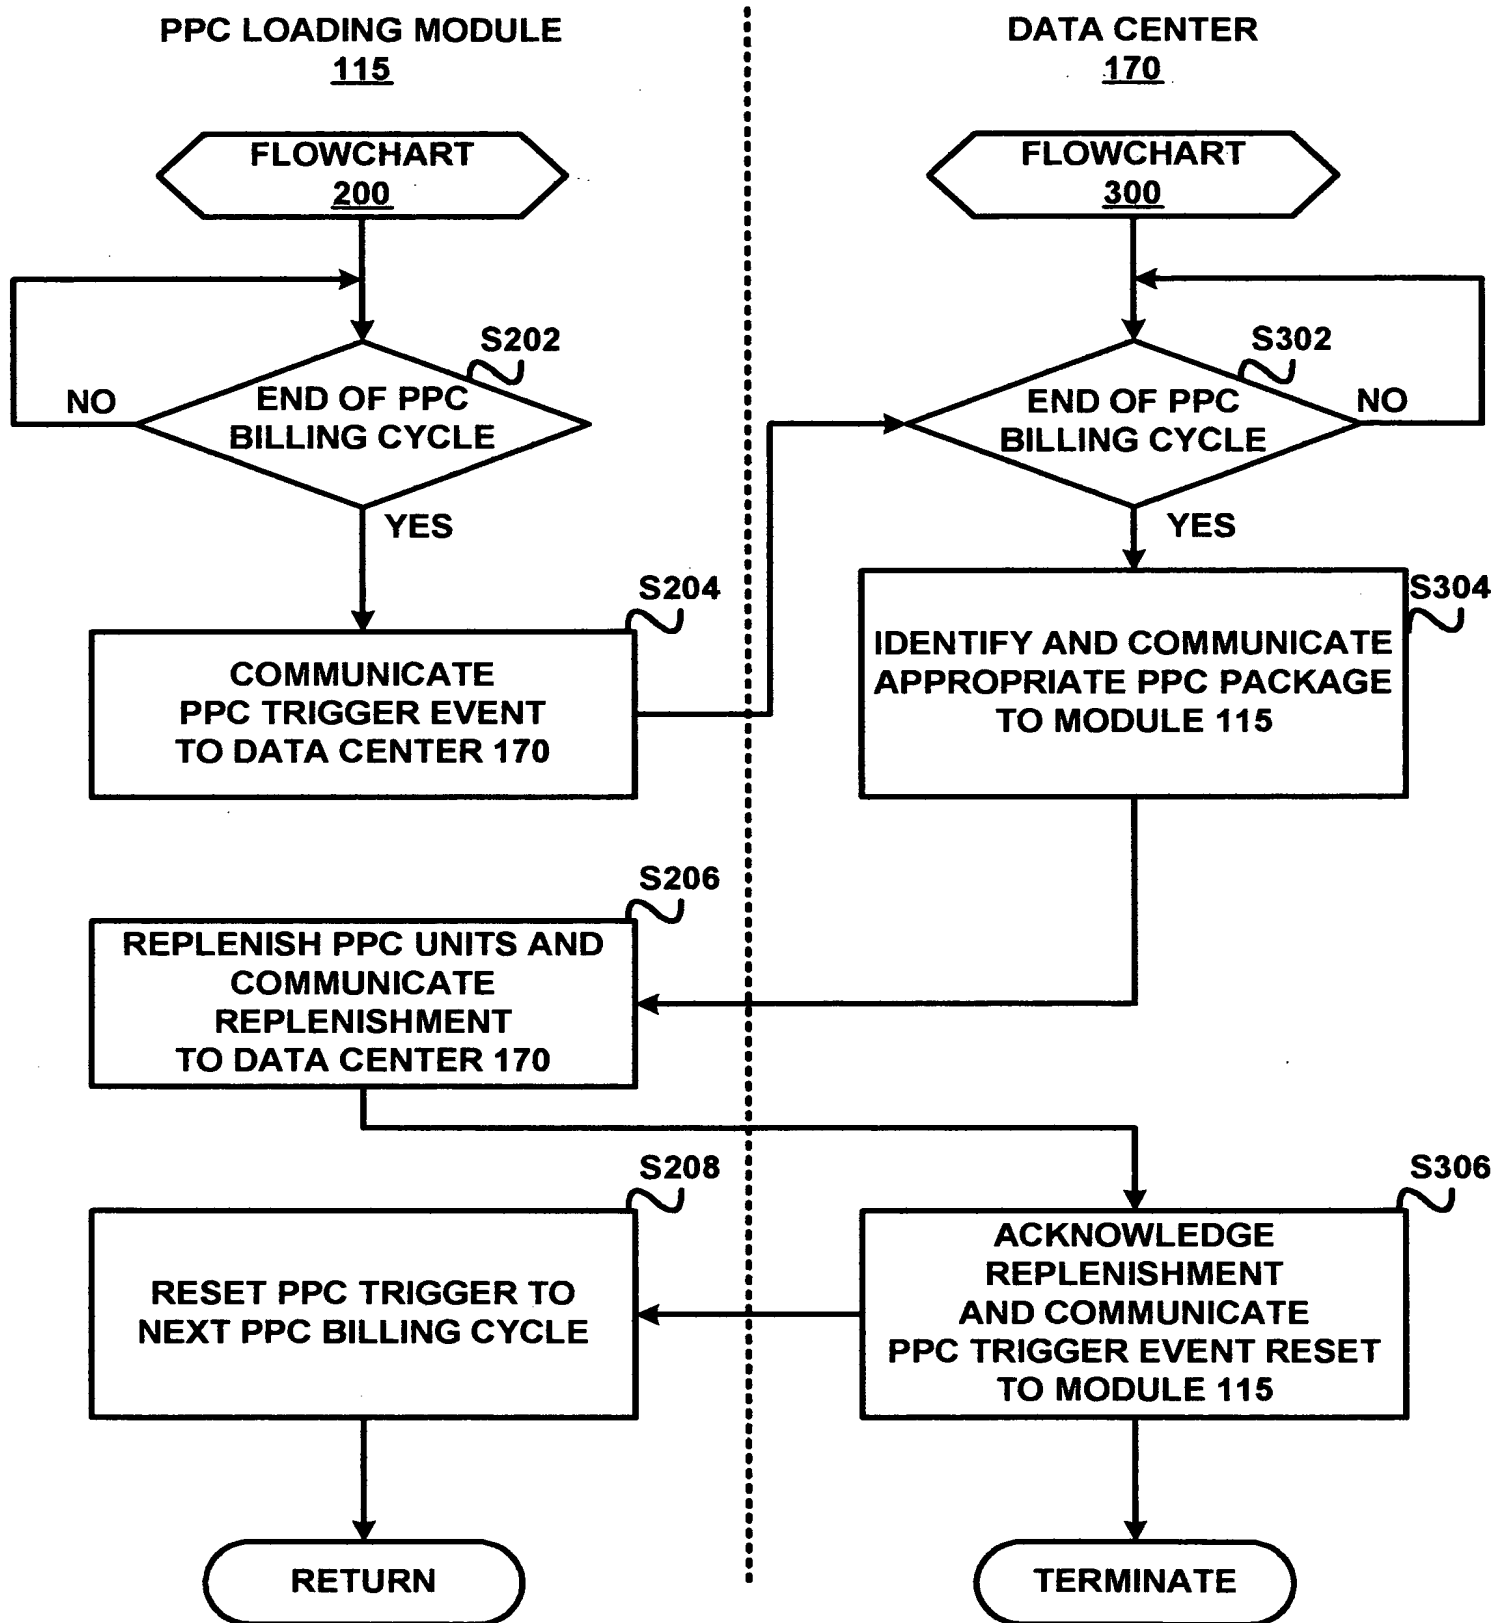 PPC LOADING MODULE
115
DATA CENTER
170
FLOWCHART
200
FLOWCHART
300
S202
END OF PPC
BILLING CYCLE
NO
YES
S302
END OF PPC
BILLING CYCLE
NO
YES
S204
COMMUNICATE
PPC TRIGGER EVENT
TO DATA CENTER 170
S304
IDENTIFY AND COMMUNICATE
APPROPRIATE PPC PACKAGE
TO MODULE 115
S206
REPLENISH PPC UNITS AND
COMMUNICATE
REPLENISHMENT
TO DATA CENTER 170
S208
RESET PPC TRIGGER TO
NEXT PPC BILLING CYCLE
S306
ACKNOWLEDGE
REPLENISHMENT
AND COMMUNICATE
PPC TRIGGER EVENT RESET
TO MODULE 115
RETURN
TERMINATE